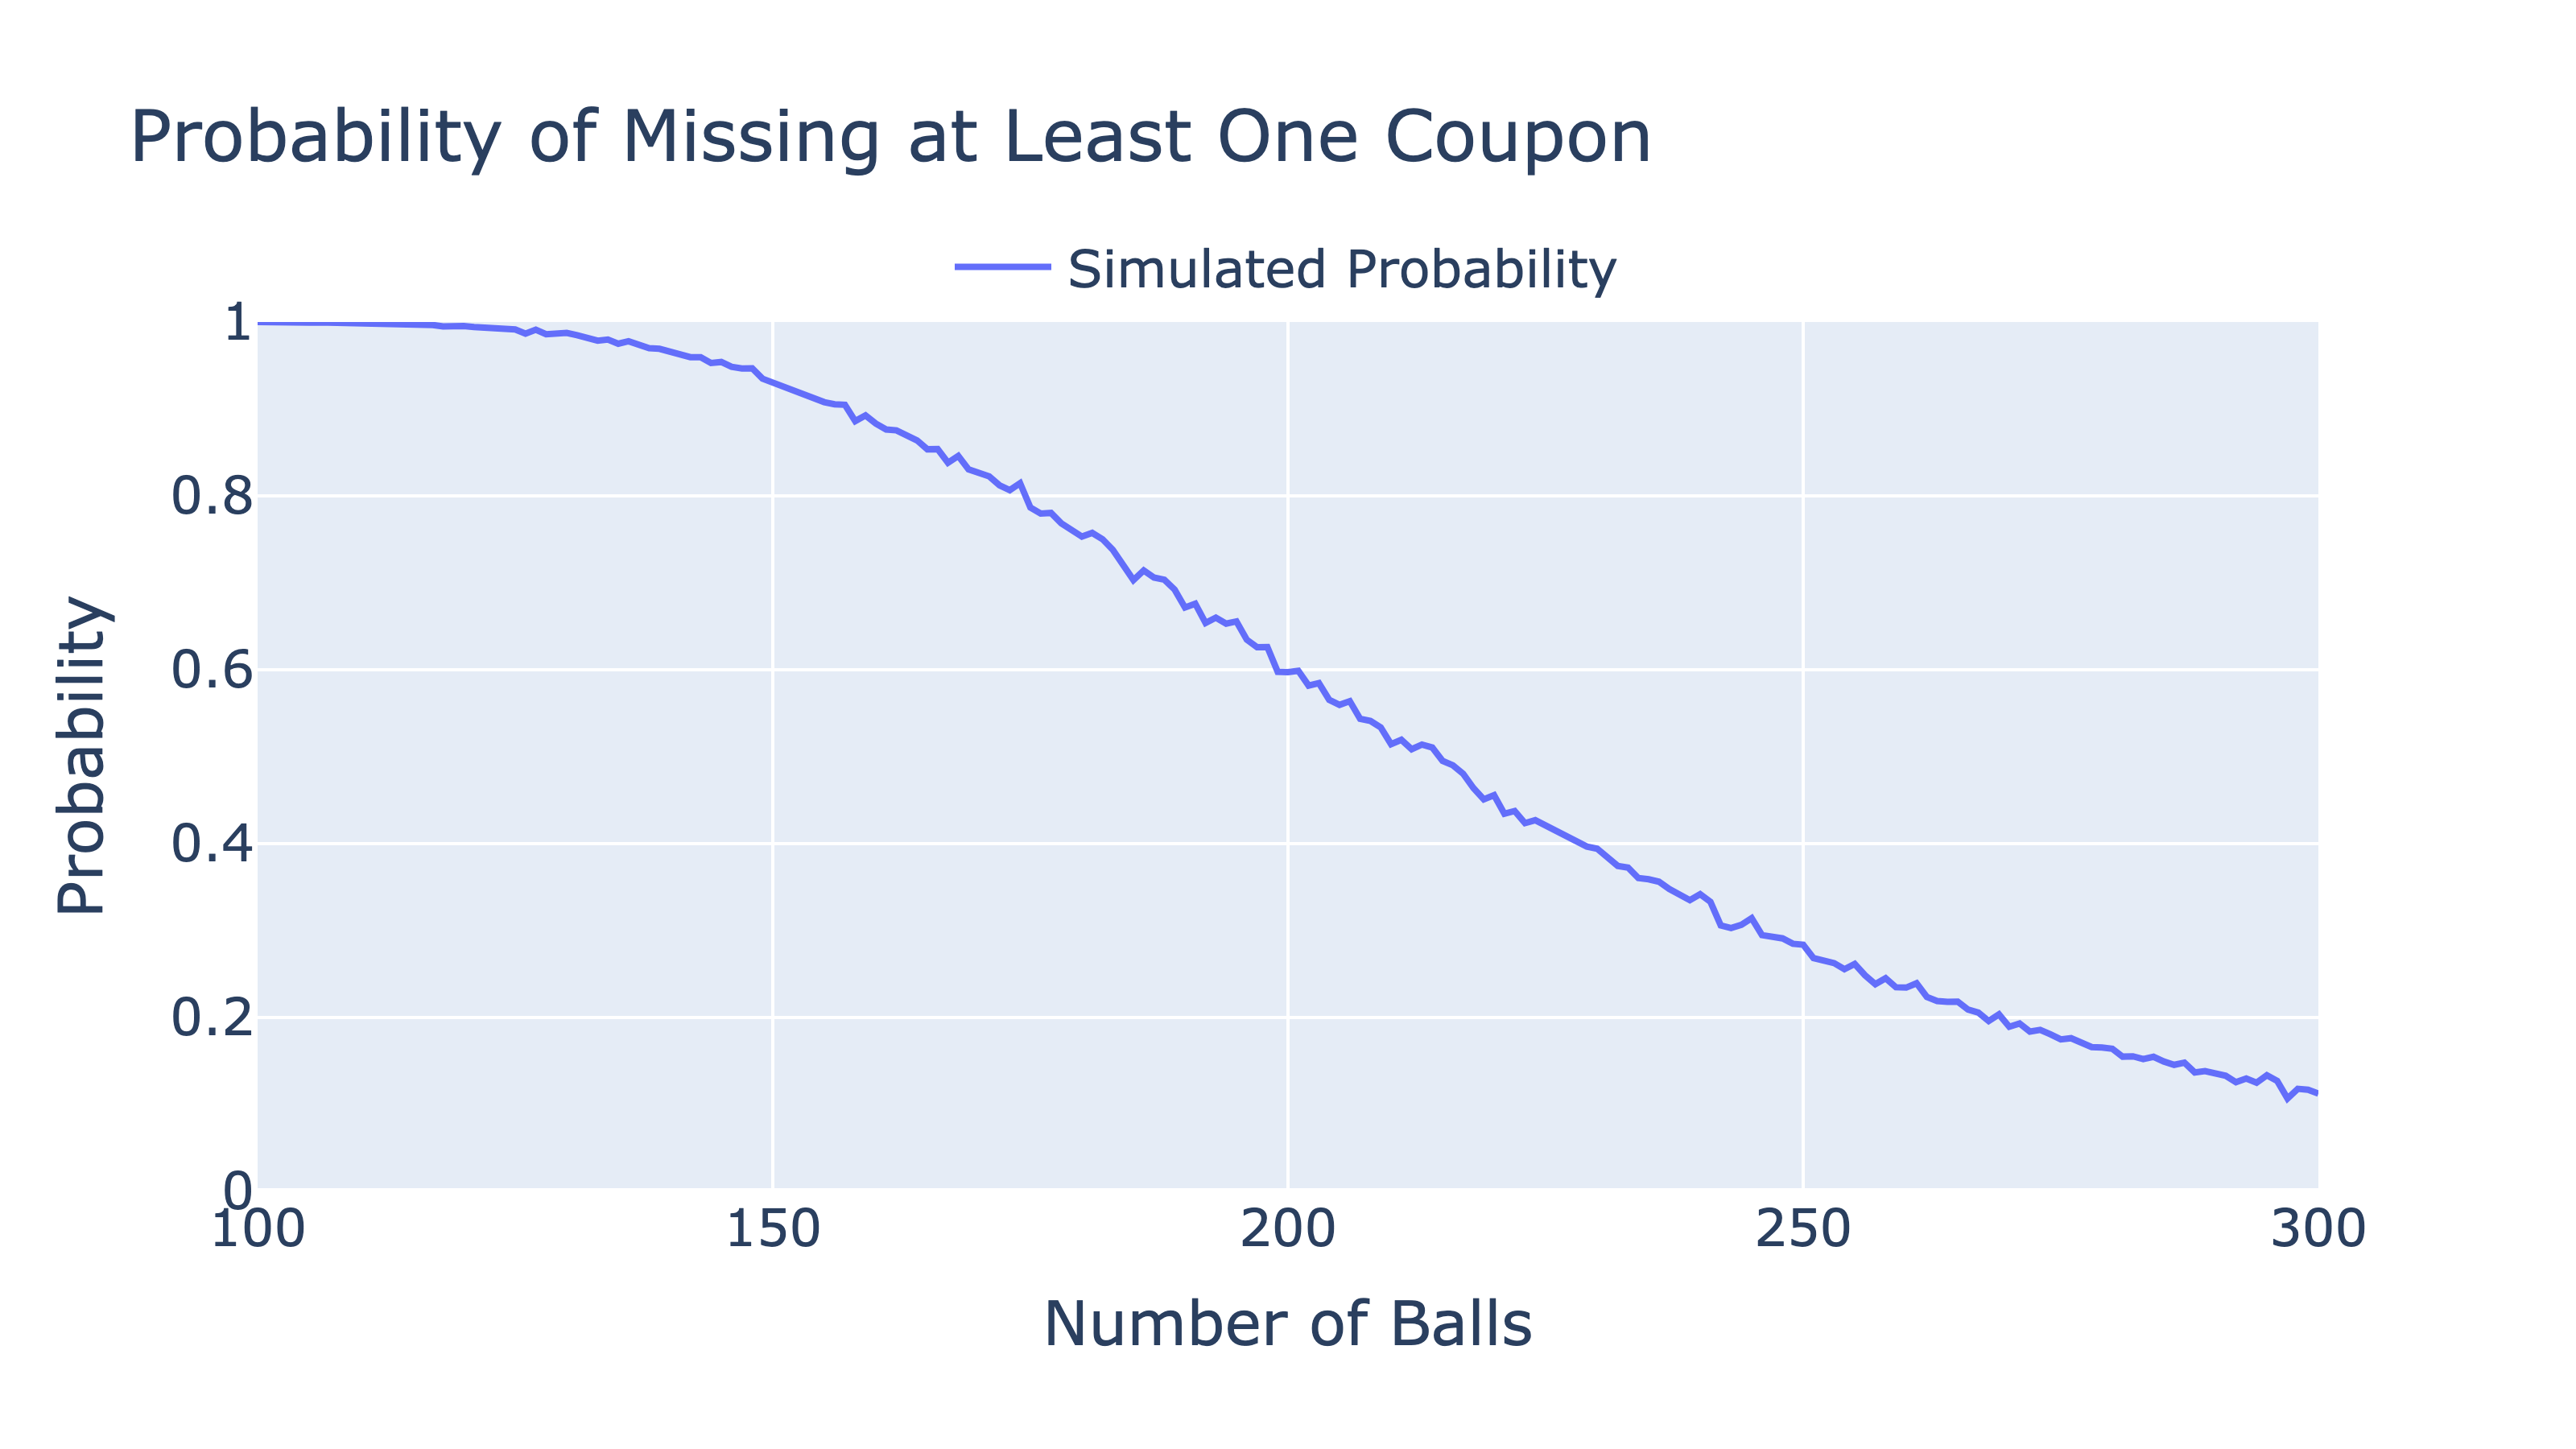 Probability of Missing at Least One Coupon
Simulated Probability
1
0.8
0.6
0.4
0.2
0
Probability
100 150 200 250 300
Number of Balls